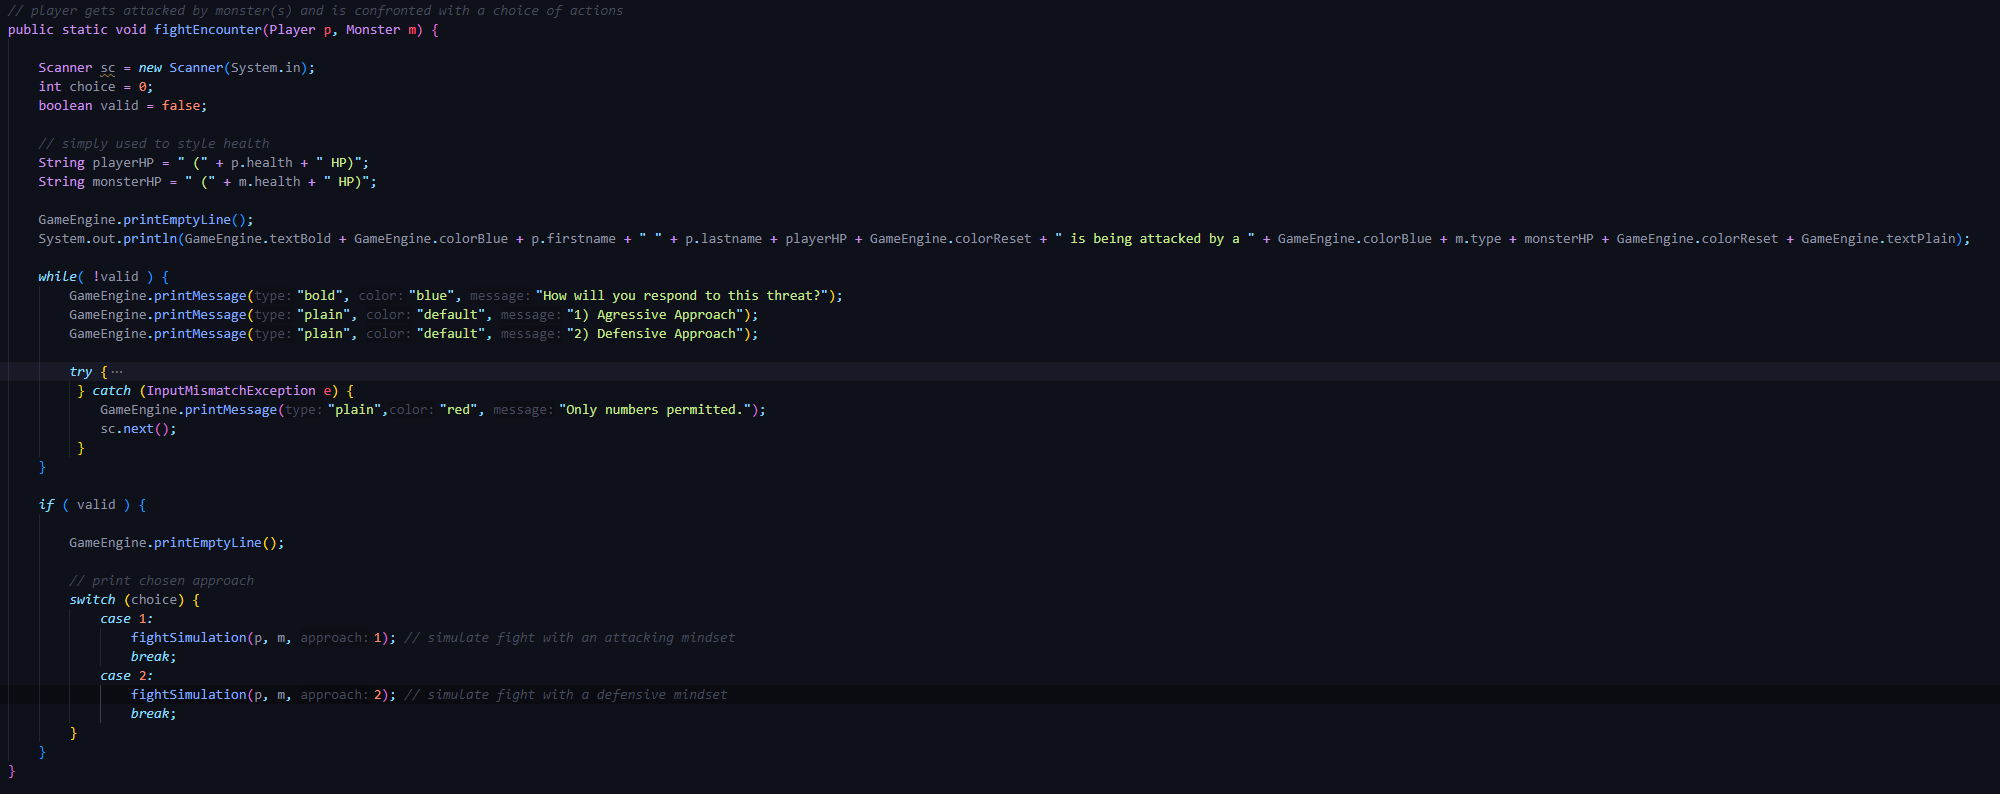 // player gets attacked by monster(s) and is confronted with a choice of actions
public static void fightEncounter(Player p, Monster m) {
Scanner sc = new Scanner(System.in);
int choice = 0;
boolean valid = false;
// simply used to style health
String playerHP = " (" + p.health + " HP)";
String monsterHP = " (" + m.health + " HP)";
GameEngine.printEmptyLine();
System.out.println(GameEngine.textBold + GameEngine.colorBlue + p.firstname + " " + p.lastname + playerHP + GameEngine.colorReset + " is being attacked by a " + GameEngine.colorBlue + m.type + monsterHP + GameEngine.colorReset + GameEngine.textPlain);
while( !valid ) {
GameEngine.printMessage(type: "bold", color: "blue", message: "How will you respond to this threat?");
GameEngine.printMessage(type: "plain", color: "default", message: "1) Agressive Approach");
GameEngine.printMessage(type: "plain", color: "default", message: "2) Defensive Approach");
try { ⋯
} catch (InputMismatchException e) {
GameEngine.printMessage(type: "plain",color: "red", message: "Only numbers permitted.");
sc.next();
}
}
if ( valid ) {
GameEngine.printEmptyLine();
// print chosen approach
switch (choice) {
case 1:
fightSimulation(p, m, approach: 1); // simulate fight with an attacking mindset
break;
case 2:
fightSimulation(p, m, approach: 2); // simulate fight with a defensive mindset
break;
}
}
}